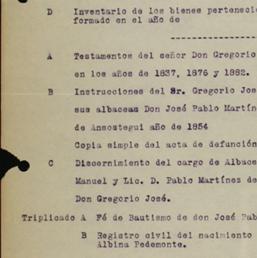 D Inventario de los bienes pertenesci
formado en el año de
A Testamentos del señor Don Gregorio
en los años de 1837, 1876 y 1882.
B Instrucciones del Sr. Gregorio Jos
sus albaceas Don José Pablo Martín
de Ansostegui año de 1854
Copia simple del acta de defunción
C Discernimiento del cargo de Albace
Manuel y Lic. D. Pablo Martínez de
Don Gregorio José.
Triplicado A Fé de Bautismo de don José Pab
B Registro civil del nacimiento
Albina Pedemonte.